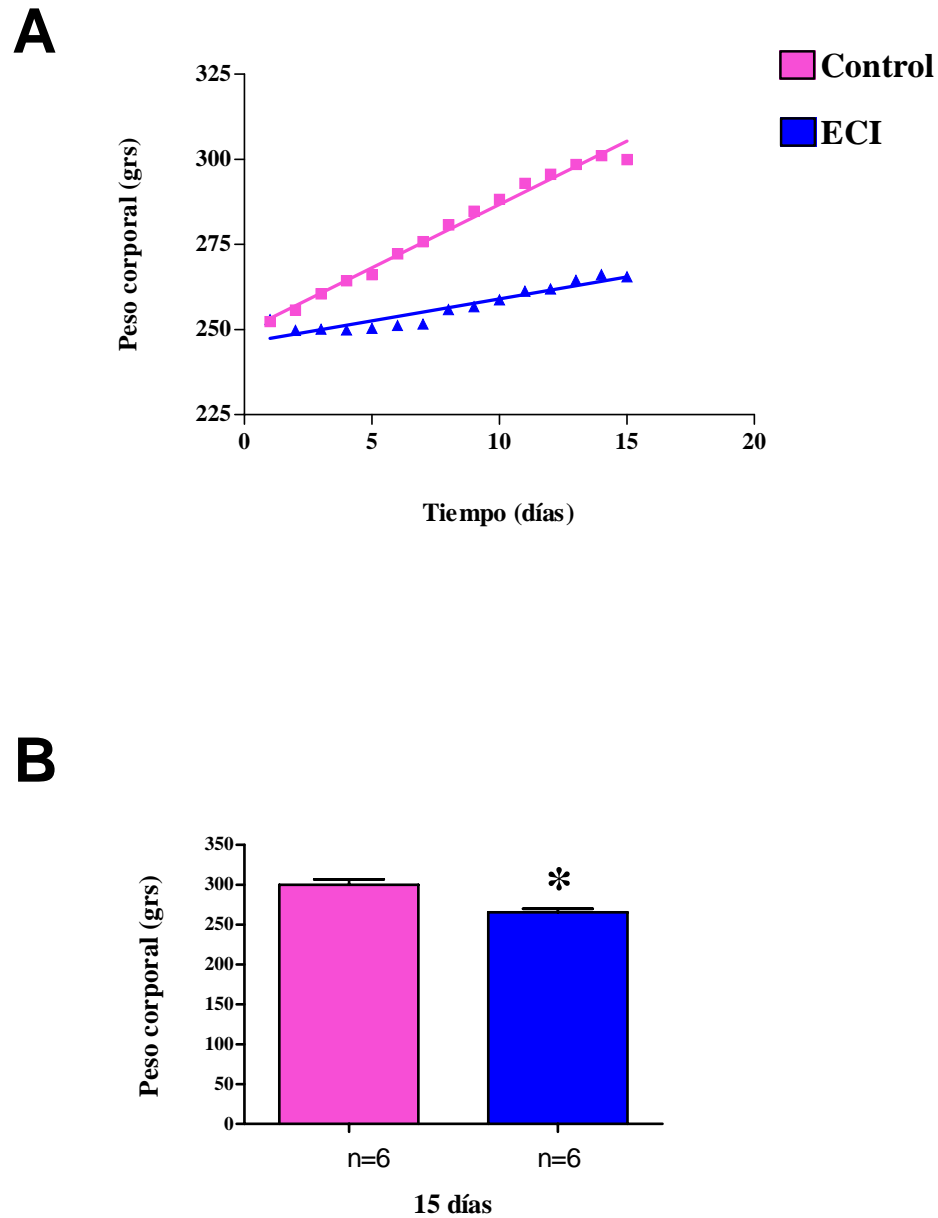 A
325
300
275
250
225
Peso corporal (grs)
0 5 10 15 20
Tiempo (días)
Control
ECI
B
350
300
250
200
150
100
50
0
Peso corporal (grs)
*
n=6 n=6
15 días